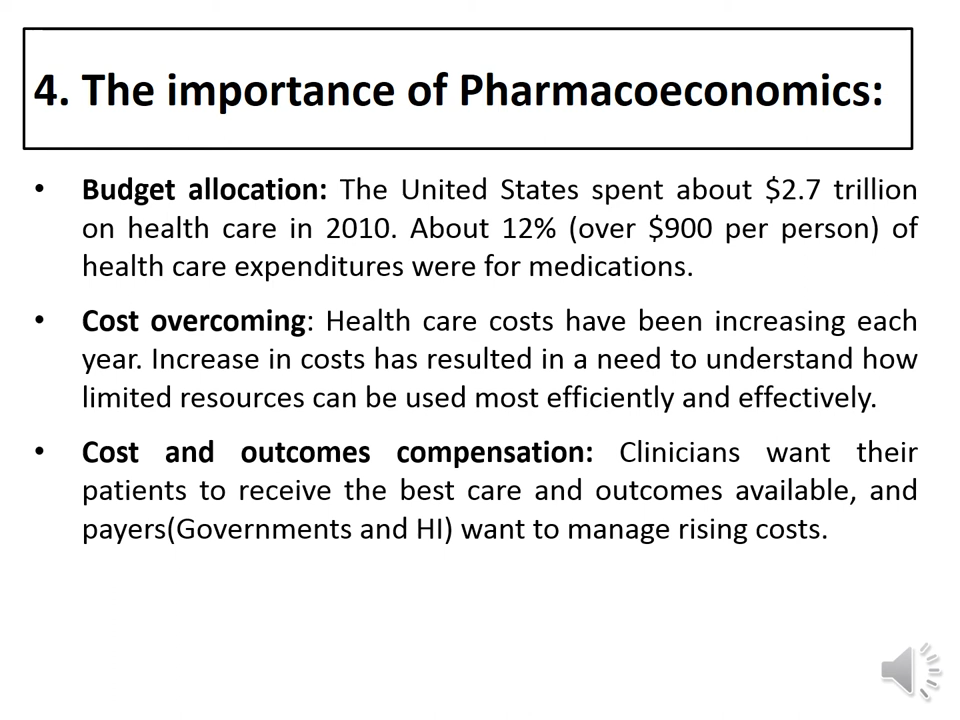 4. The importance of Pharmacoeconomics:
• Budget allocation: The United States spent about $2.7 trillion
on health care in 2010. About 12% (over $900 per person) of
health care expenditures were for medications.
• Cost overcoming: Health care costs have been increasing each
year. Increase in costs has resulted in a need to understand how
limited resources can be used most efficiently and effectively.
• Cost and outcomes compensation: Clinicians want their
patients to receive the best care and outcomes available, and
payers(Governments and HI) want to manage rising costs.